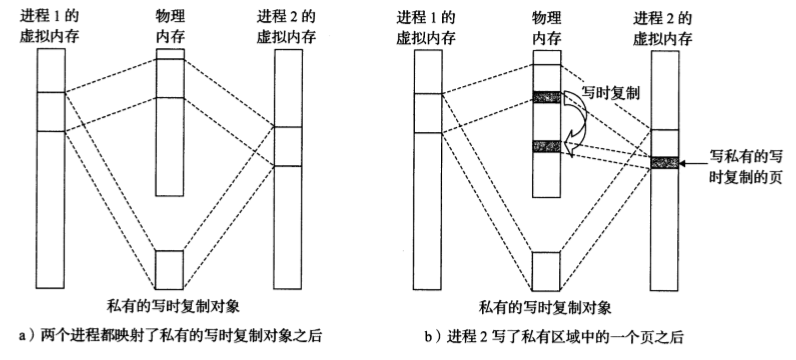 进程 1 的
虚拟内存
物理
内存
进程 2 的
虚拟内存
私有的写时复制对象
a）两个进程都映射了私有的写时复制对象之后
进程 1 的
虚拟内存
物理
内存
进程 2 的
虚拟内存
写时复制
写私有的写
时复制的页
私有的写时复制对象
b）进程 2 写了私有区域中的一个页之后